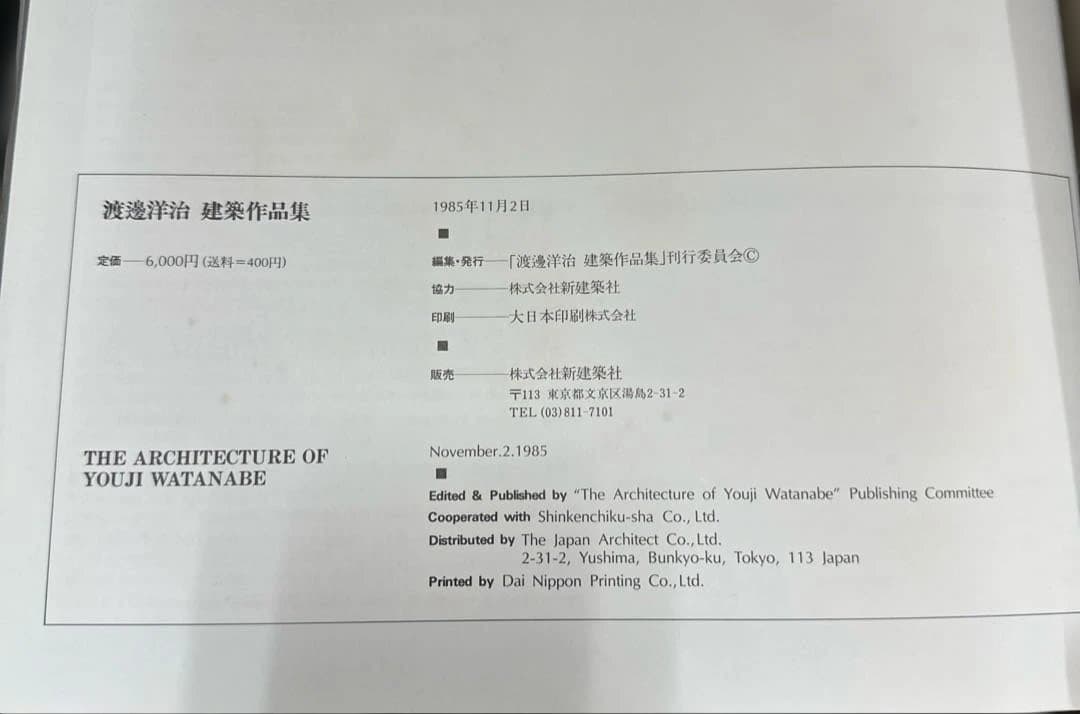 渡邊洋治 建築作品集
定価──6,000円(送料=400円)
1985年11月2日
■
編集・発行──「渡邊洋治 建築作品集」刊行委員会©
協力────株式会社新建築社
印刷────大日本印刷株式会社
■
販売────株式会社新建築社
〒113 東京都文京区湯島2-31-2
TEL (03)811-7101
THE ARCHITECTURE OF
YOUJI WATANABE
November.2.1985
■
Edited & Published by “The Architecture of Youji Watanabe” Publishing Committee
Cooperated with Shinkenchiku-sha Co., Ltd.
Distributed by The Japan Architect Co.,Ltd.
2-31-2, Yushima, Bunkyo-ku, Tokyo, 113 Japan
Printed by Dai Nippon Printing Co.,Ltd.